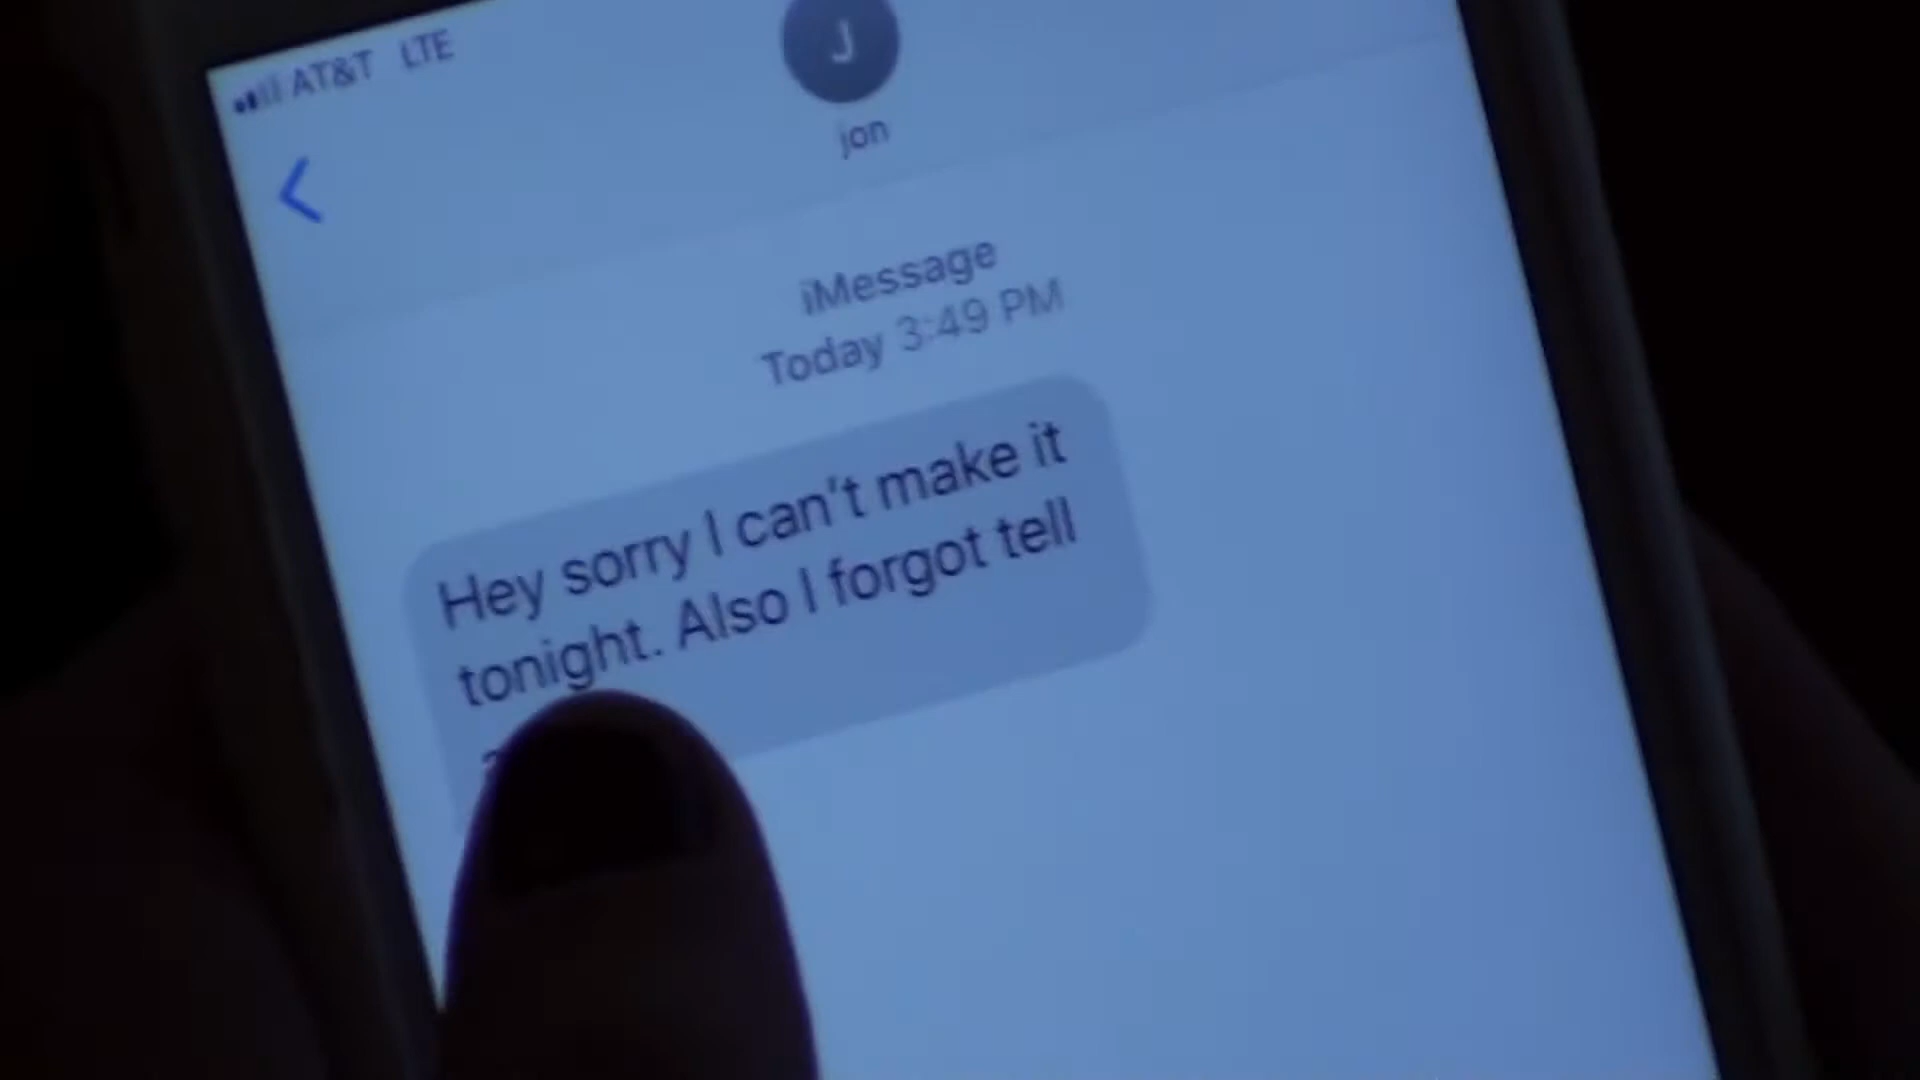 AT&T LTE
J
jon
iMessage
Today 3:49 PM
Hey sorry I can't make it
tonight. Also I forgot tell